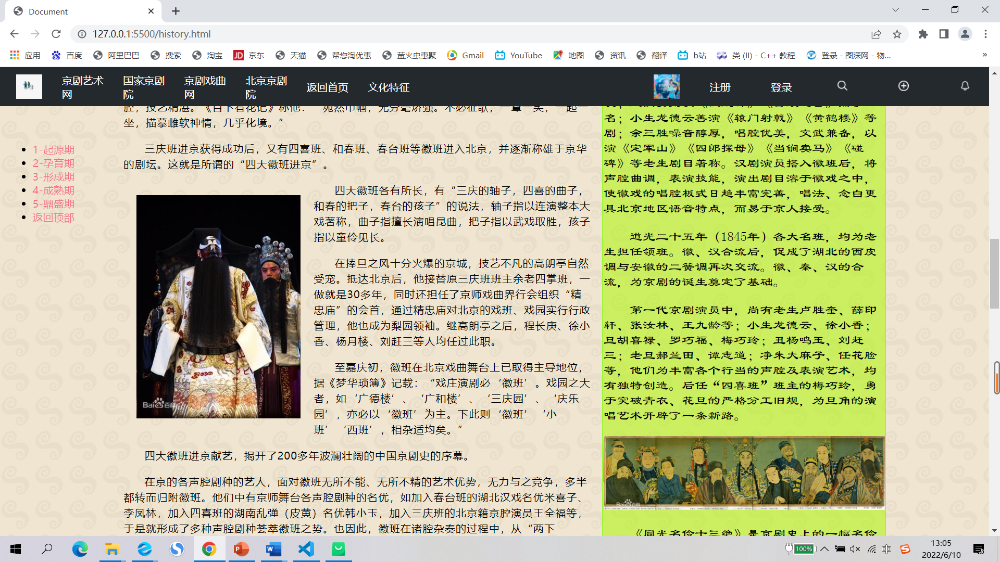 Document
127.0.0.1:5500/history.html
应用 百度 阿里巴巴 搜索 淘宝 京东 天猫 帮您淘优惠 萤火虫惠聚 Gmail YouTube 地图 资讯 翻译 b站 类 (II) - C++ 教程 登录 - 图深网 - 物... »
京剧艺术网 国家京剧院 京剧戏曲网 北京京剧院 返回首页 文化特征 注册 登录
1-起源期
2-孕育期
3-形成期
4-成熟期
5-鼎盛期
返回顶部
腔，技艺精湛。《日下看花记》称他：“宛然巾帼，无分毫矫强。不必征歌，一颦一笑，一起一
坐，描摹雌软神情，几乎化境。”
三庆班进京获得成功后，又有四喜班、和春班、春台班等徽班进入北京，并逐渐称雄于京华
的剧坛。这就是所谓的“四大徽班进京”。
四大徽班各有所长，有“三庆的轴子，四喜的曲子，
和春的把子，春台的孩子”的说法，轴子指以连演整本大
戏著称，曲子指擅长演唱昆曲，把子指以武戏取胜，孩子
指以童伶见长。
在捧旦之风十分火爆的京城，技艺不凡的高朗亭自然
受宠。抵达北京后，他接替原三庆班班主余老四掌班，一
做就是30多年，同时还担任了京师戏曲界行会组织“精
忠庙”的会首，通过精忠庙对北京的戏班、戏园实行行政
管理，他也成为梨园领袖。继高朗亭之后，程长庚、徐小
香、杨月楼、刘赶三等人均任过此职。
至嘉庆初，徽班在北京戏曲舞台上已取得主导地位，
据《梦华琐簿》记载：“戏庄演剧必‘徽班’。戏园之大
者，如‘广德楼’、‘广和楼’、‘三庆园’、‘庆乐
园’，亦必以‘徽班’为主。下此则‘徽班’‘小
班’‘西班’，相杂适均矣。”
Bai百科
四大徽班进京献艺，揭开了200多年波澜壮阔的中国京剧史的序幕。
在京的各声腔剧种的艺人，面对徽班无所不能、无所不精的艺术优势，无力与之竞争，多半
都转而归附徽班。他们中有京师舞台各声腔剧种的名优，如加入春台班的湖北汉戏名优米喜子、
李凤林，加入四喜班的湖南乱弹（皮黄）名优韩小玉，加入三庆班的北京籍京腔演员王全福等，
于是就形成了多种声腔剧种荟萃徽班之势。也因此，徽班在诸腔杂奏的过程中，从“两下
名；小生龙德云善演《辕门射戟》《黄鹤楼》等
剧；余三胜噪音醇厚，唱腔优美，文武兼备，以
演《定军山》《四郎探母》《当锏卖马》《碰
碑》等老生剧目著称。汉剧演员搭入徽班后，将
声腔曲调，表演技能，演出剧目溶于徽戏之中，
使徽戏的唱腔板式日趋丰富完善，唱法、念白更
具北京地区语音特点，而易于京人接受。
道光二十五年（1845年）各大名班，均为老
生担任领班。徽、汉合流后，促成了湖北的西皮
调与安徽的二簧调再次交流。徽、秦、汉的合
流，为京剧的诞生奠定了基础。
第一代京剧演员中，尚有老生卢胜奎、薛印
轩、张汝林、王九龄等；小生龙德云、徐小香；
旦胡喜禄、罗巧福、梅巧玲；丑杨鸣玉、刘赶
三；老旦郝兰田、谭志道；净朱大麻子、任花脸
等，他们为丰富各个行当的声腔及表演艺术，均
有独特创造。后任“四喜班”班主的梅巧玲，勇
于突破青衣、花旦的严格分工旧规，为旦角的演
唱艺术开辟了一条新路。
Bai百科
《同光名伶十三绝》是京剧史上的一幅名伶
100%
中
13:05
2022/6/10